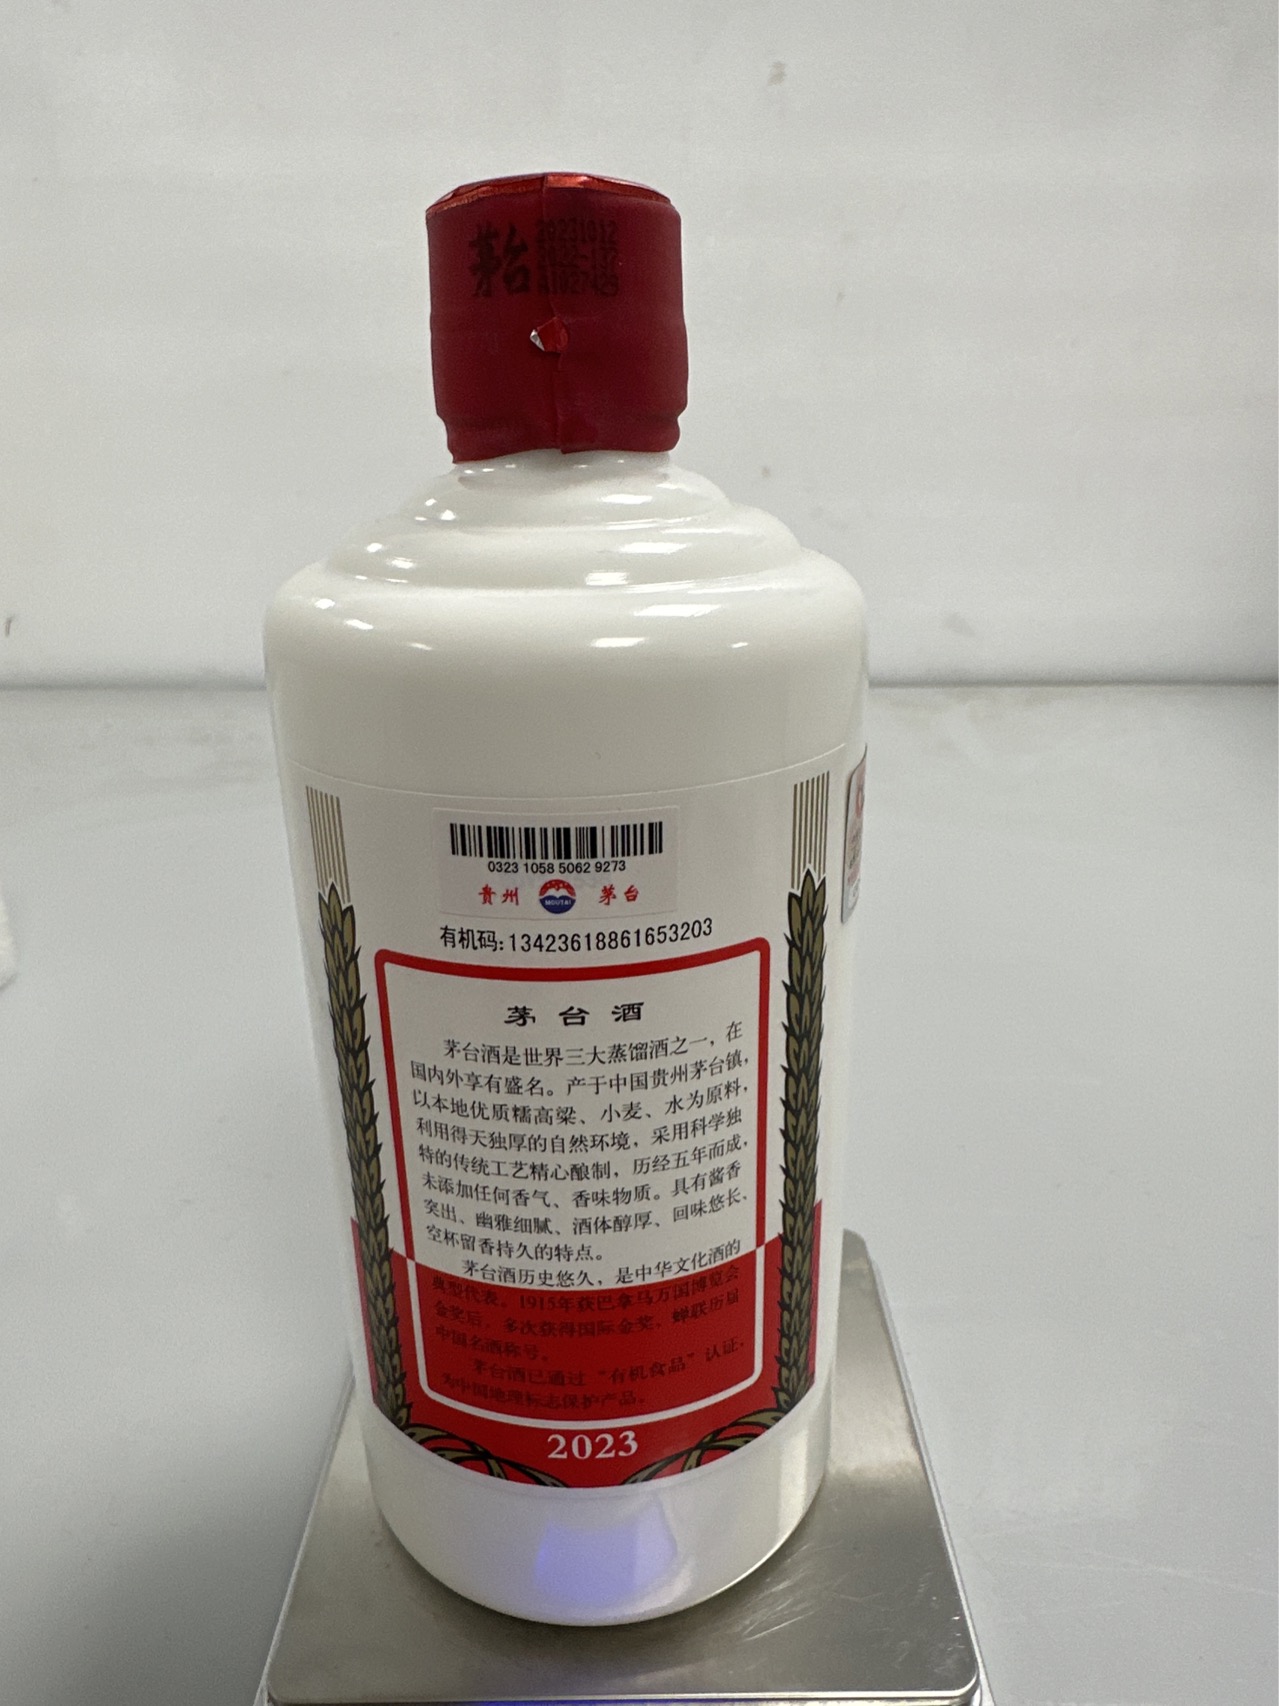 茅台
20231012
0323 1058 5062 9273
贵州 MOUTAI 茅台
有机码:13423618861653203
茅台酒
茅台酒是世界三大蒸馏酒之一，在
国内外享有盛名。产于中国贵州茅台镇，
以本地优质糯高粱、小麦、水为原料，
利用得天独厚的自然环境，采用科学独
特的传统工艺精心酿制，历经五年而成，
未添加任何香气、香味物质。具有酱香
突出、幽雅细腻、酒体醇厚、回味悠长、
空杯留香持久的特点。
茅台酒历史悠久，是中华文化酒的
典型代表。1915年获巴拿马万国博览会
金奖后，多次获得国际金奖，蝉联历届
中国名酒称号。
茅台酒已通过“有机食品”认证，
为中国地理标志保护产品。
2023